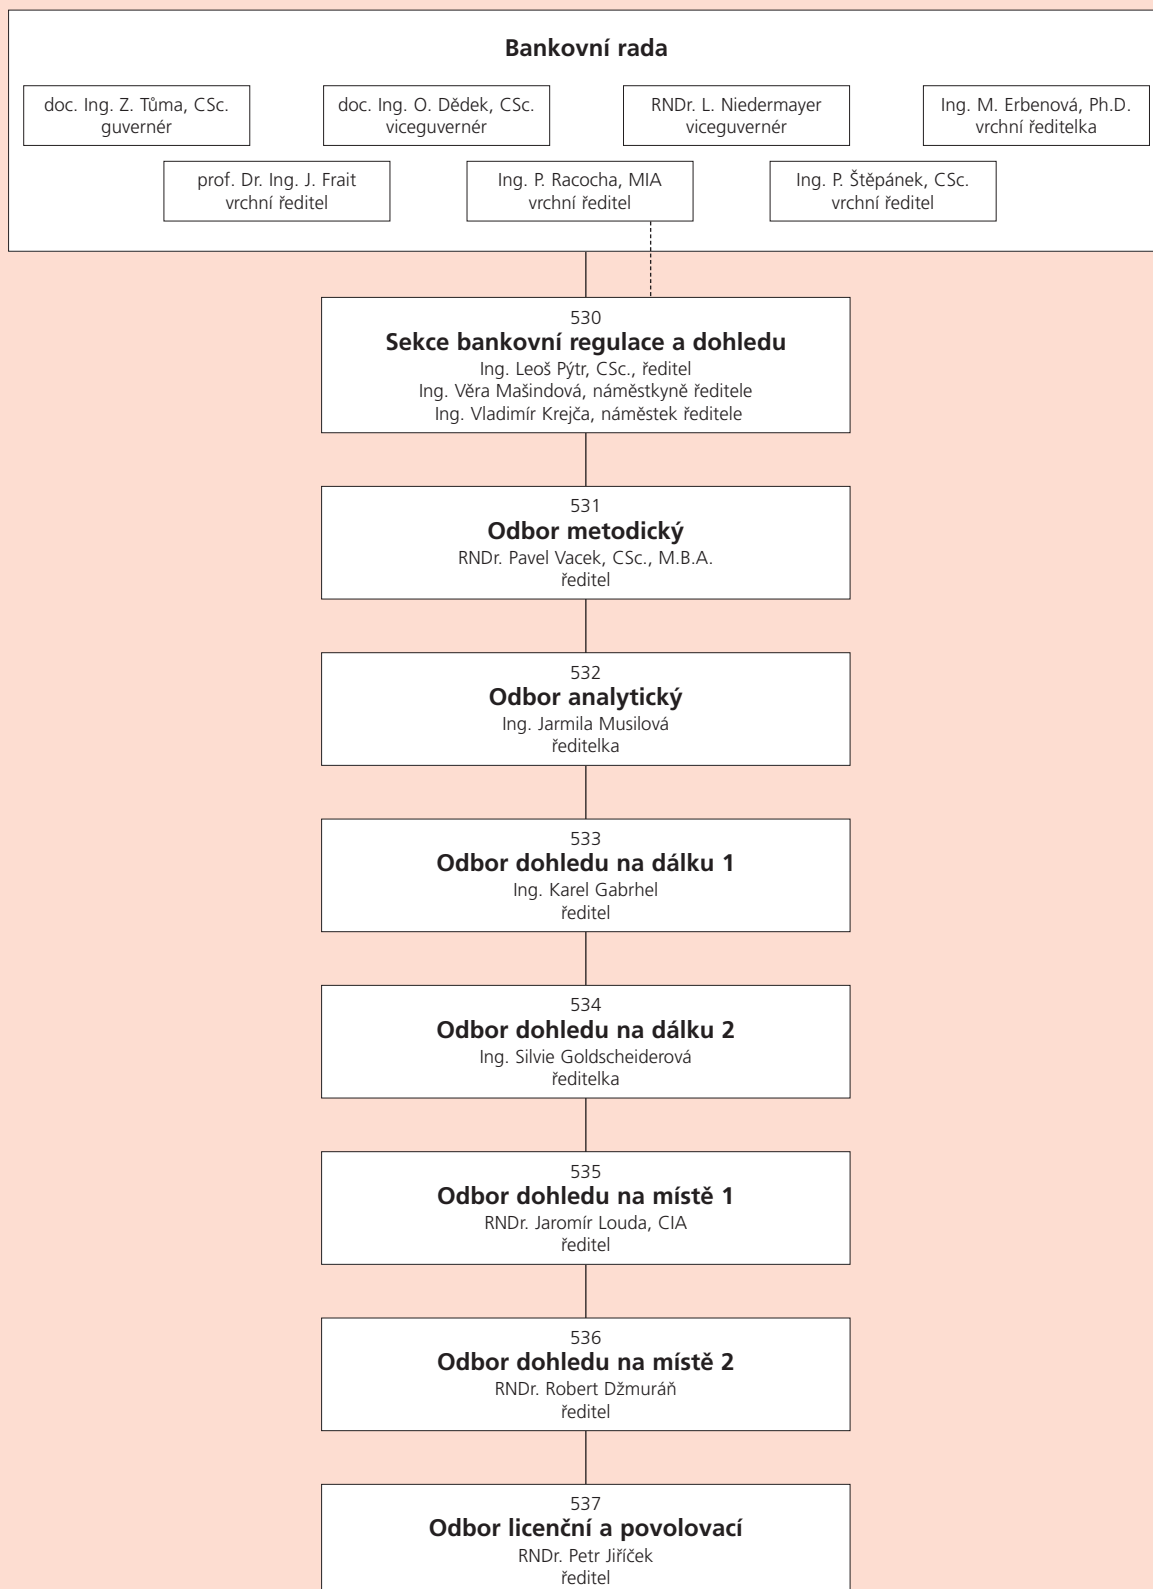 Bankovní rada
doc. Ing. Z. Tůma, CSc.
guvernér
doc. Ing. O. Dědek, CSc.
viceguvernér
RNDr. L. Niedermayer
viceguvernér
Ing. M. Erbenová, Ph.D.
vrchní ředitelka
prof. Dr. Ing. J. Frait
vrchní ředitel
Ing. P. Racocha, MIA
vrchní ředitel
Ing. P. Štěpánek, CSc.
vrchní ředitel
530
Sekce bankovní regulace a dohledu
Ing. Leoš Pýtr, CSc., ředitel
Ing. Věra Mašindová, náměstkyně ředitele
Ing. Vladimír Krejča, náměstek ředitele
531
Odbor metodický
RNDr. Pavel Vacek, CSc., M.B.A.
ředitel
532
Odbor analytický
Ing. Jarmila Musilová
ředitelka
533
Odbor dohledu na dálku 1
Ing. Karel Gabrhel
ředitel
534
Odbor dohledu na dálku 2
Ing. Silvie Goldscheiderová
ředitelka
535
Odbor dohledu na místě 1
RNDr. Jaromír Louda, CIA
ředitel
536
Odbor dohledu na místě 2
RNDr. Robert Džmuráň
ředitel
537
Odbor licenční a povolovací
RNDr. Petr Jiříček
ředitel